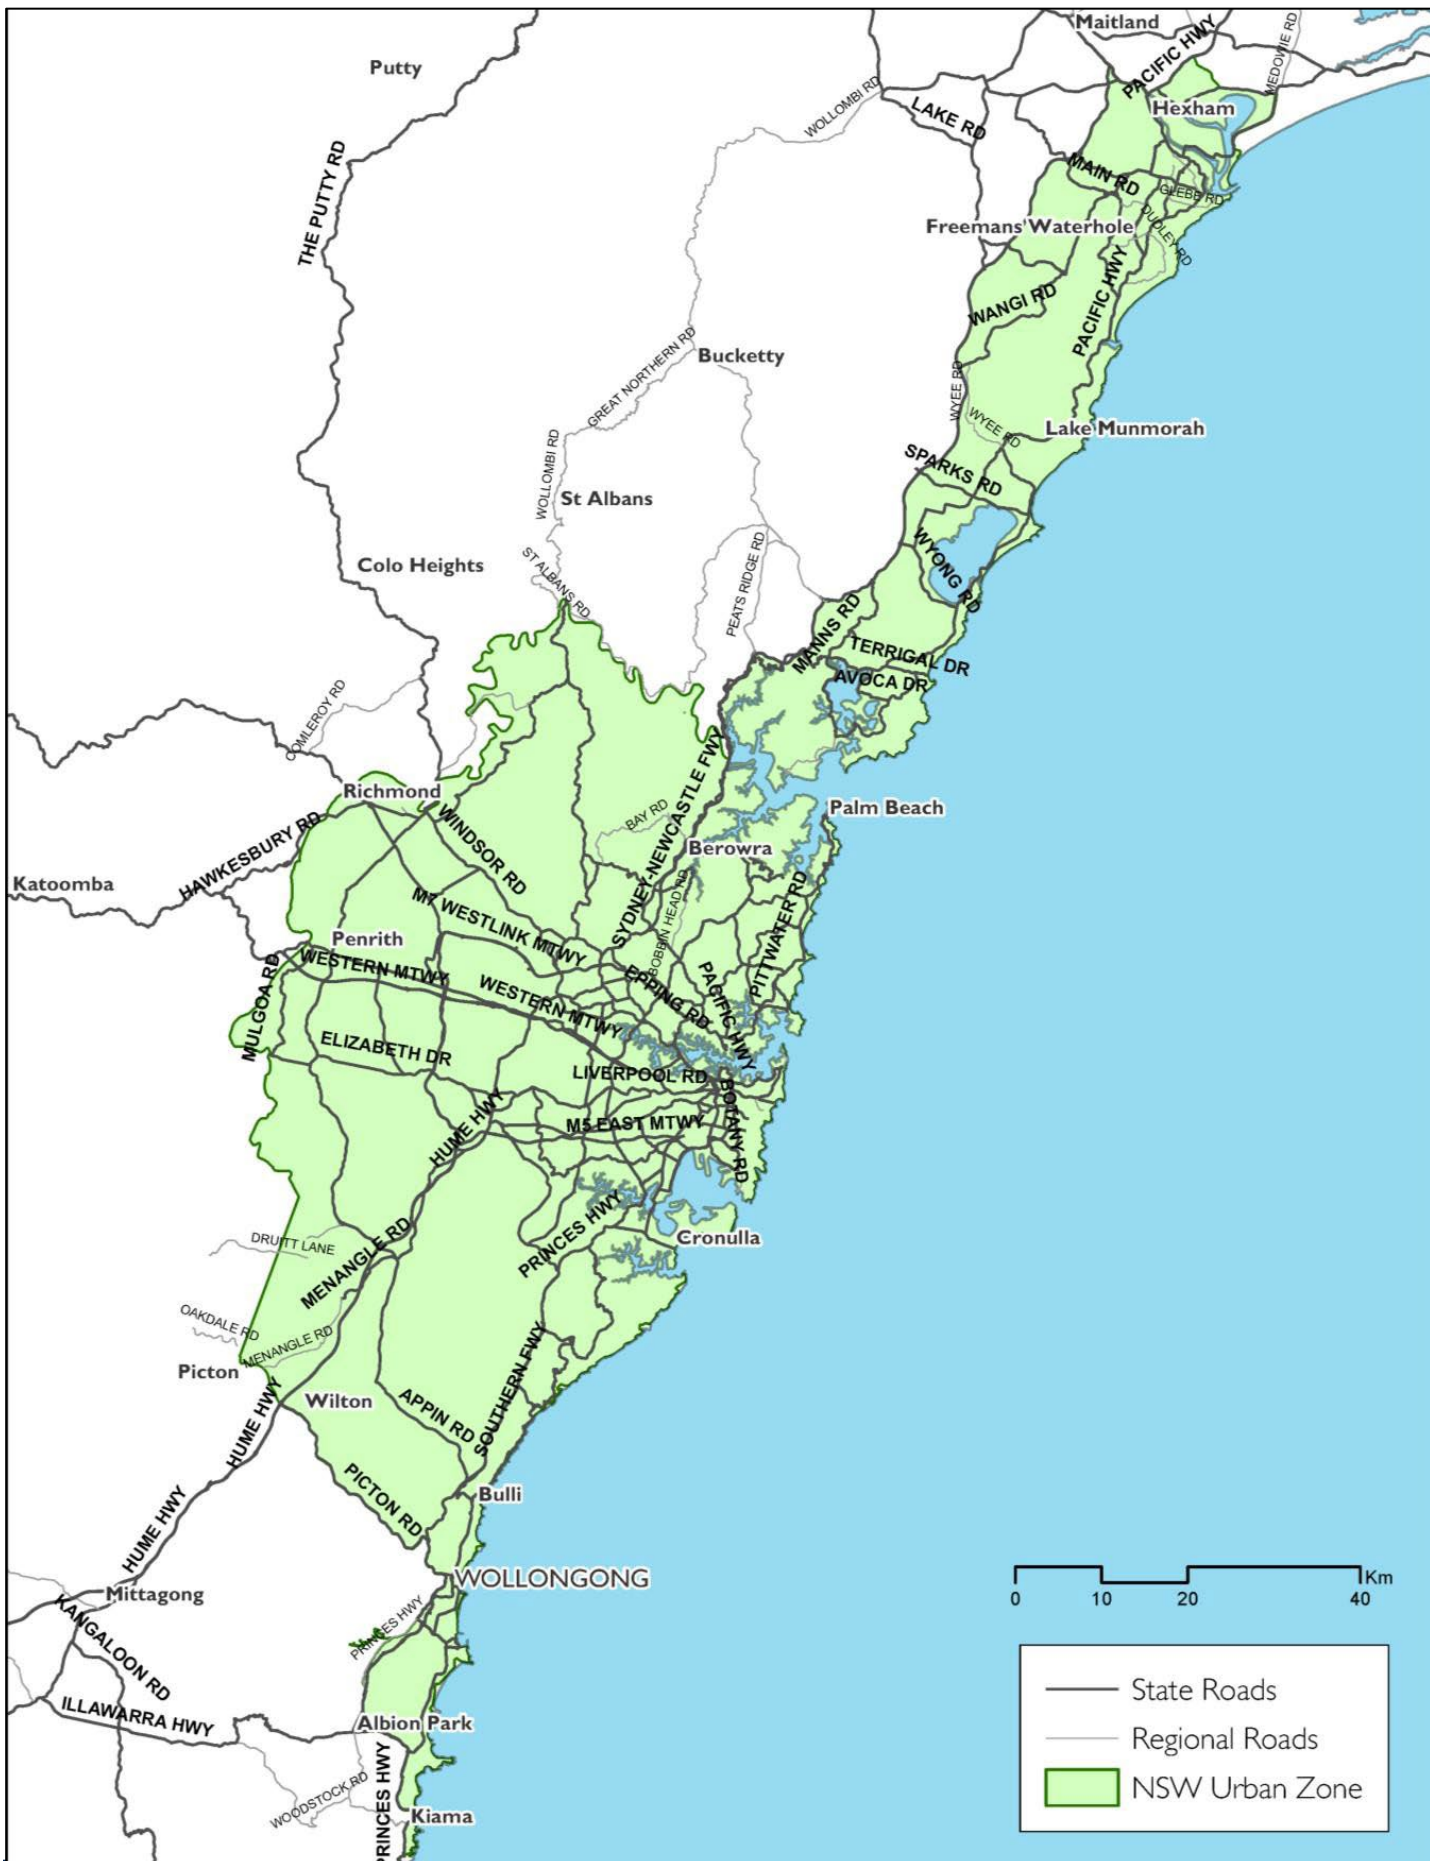 Maitland
MEDOWIE RD
PACIFIC HWY
Putty
Hexham
WOLLOMBI RD
LAKE RD
MAIN RD
GLEBE RD
THE PUTTY RD
Freemans Waterhole
DUDLEY RD
WANGI RD
PACIFIC HWY
Bucketty
GREAT NORTHERN RD
WYEE RD
WYEE RD
Lake Munmorah
SPARKS RD
WOLLOMBI RD
St Albans
WYONG RD
Colo Heights
ST ALBANS RD
PEATS RIDGE RD
MANNS RD
TERRIGAL DR
AVOCA DR
COMLEROY RD
Richmond
HAWKESBURY RD
WINDSOR RD
BAY RD
SYDNEY-NEWCASTLE FWY
Palm Beach
Berowra
Katoomba
M7 WESTLINK MTWY
BOBBIN HEAD RD
PITTWATER RD
Penrith
WESTERN MTWY
MULGOA RD
WESTERN MTWY
EPPING RD
PACIFIC HWY
ELIZABETH DR
LIVERPOOL RD
BOTANY RD
HUME HWY
M5 EAST MTWY
PRINCES HWY
Cronulla
DRUITT LANE
MENANGLE RD
OAKDALE RD
MENANGLE RD
Picton
Wilton
HUME HWY
APPIN RD
SOUTHERN FWY
PICTON RD
Bulli
HUME HWY
WOLLONGONG
Mittagong
KANGALOON RD
PRINCES HWY
ILLAWARRA HWY
Albion Park
PRINCES HWY
WOODSTOCK RD
Kiama
Km
0 10 20 40
State Roads
Regional Roads
NSW Urban Zone